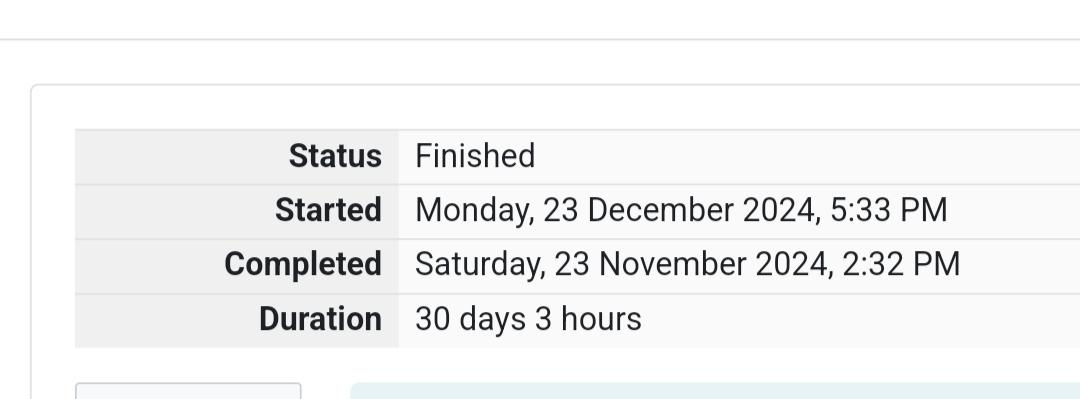 Status Finished
Started Monday, 23 December 2024, 5:33 PM
Completed Saturday, 23 November 2024, 2:32 PM
Duration 30 days 3 hours